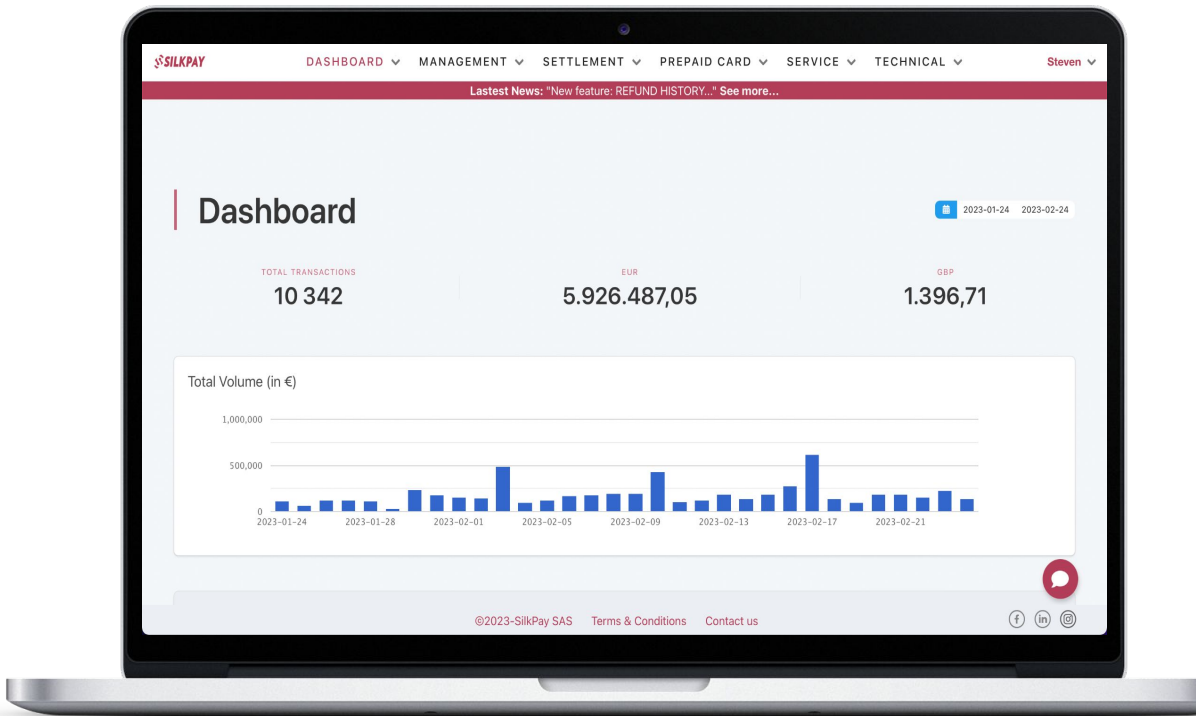 SILKPAY
DASHBOARD MANAGEMENT SETTLEMENT PREPAID CARD SERVICE TECHNICAL
Steven
Lastest News: "New feature: REFUND HISTORY..." See more...
Dashboard
2023-01-24 2023-02-24
TOTAL TRANSACTIONS
10 342
EUR
5.926.487,05
GBP
1.396,71
Total Volume (in €)
1,000,000
500,000
0
2023-01-24 2023-01-28 2023-02-01 2023-02-05 2023-02-09 2023-02-13 2023-02-17 2023-02-21
©2023-SilkPay SAS Terms & Conditions Contact us
f in